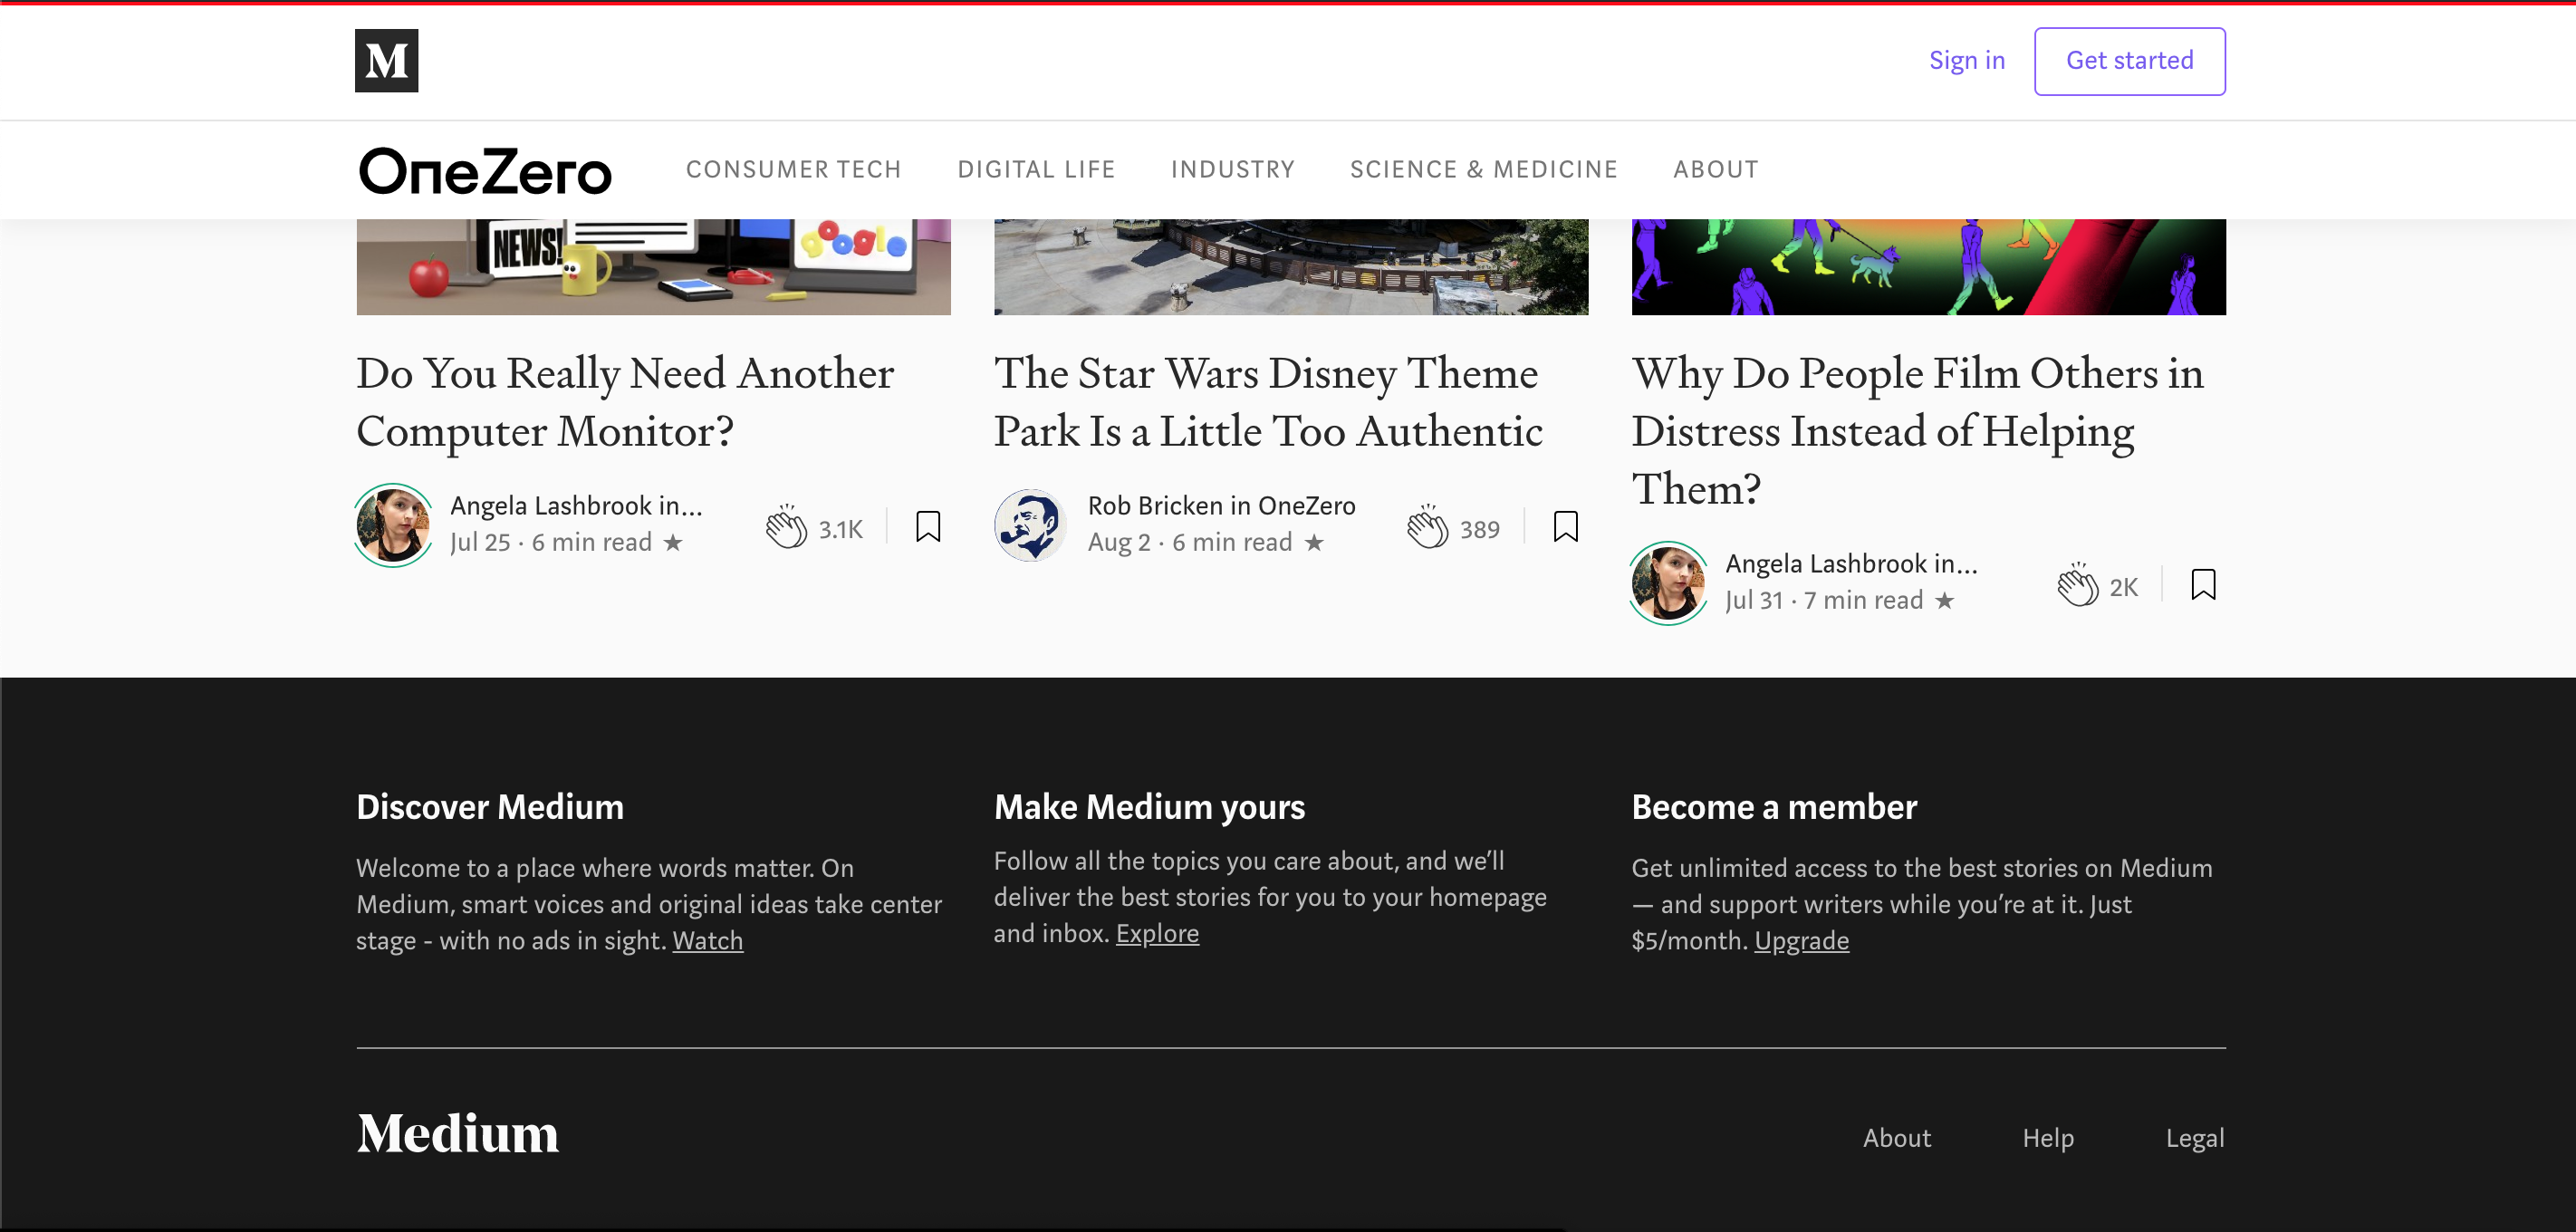 M
Sign in
Get started
OneZero
CONSUMER TECH
DIGITAL LIFE
INDUSTRY
SCIENCE & MEDICINE
ABOUT
NEWS!
google
Do You Really Need Another
Computer Monitor?
Angela Lashbrook in...
Jul 25 · 6 min read ★
3.1K
The Star Wars Disney Theme
Park Is a Little Too Authentic
Rob Bricken in OneZero
Aug 2 · 6 min read ★
389
Why Do People Film Others in
Distress Instead of Helping
Them?
Angela Lashbrook in...
Jul 31 · 7 min read ★
2K
Discover Medium
Welcome to a place where words matter. On
Medium, smart voices and original ideas take center
stage - with no ads in sight. Watch
Make Medium yours
Follow all the topics you care about, and we’ll
deliver the best stories for you to your homepage
and inbox. Explore
Become a member
Get unlimited access to the best stories on Medium
— and support writers while you’re at it. Just
$5/month. Upgrade
Medium
About
Help
Legal